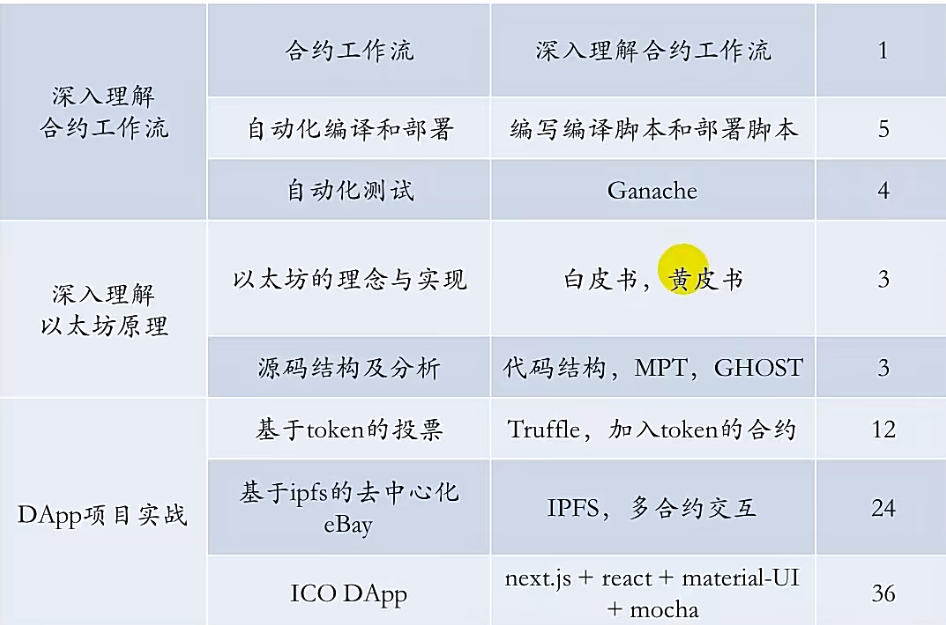 深入理解
合约工作流
合约工作流
深入理解合约工作流
1
自动化编译和部署
编写编译脚本和部署脚本
5
自动化测试
Ganache
4
深入理解
以太坊原理
以太坊的理念与实现
白皮书，黄皮书
3
源码结构及分析
代码结构，MPT，GHOST
3
DApp项目实战
基于token的投票
Truffle，加入token的合约
12
基于ipfs的去中心化
eBay
IPFS，多合约交互
24
ICO DApp
next.js + react + material-UI
+ mocha
36